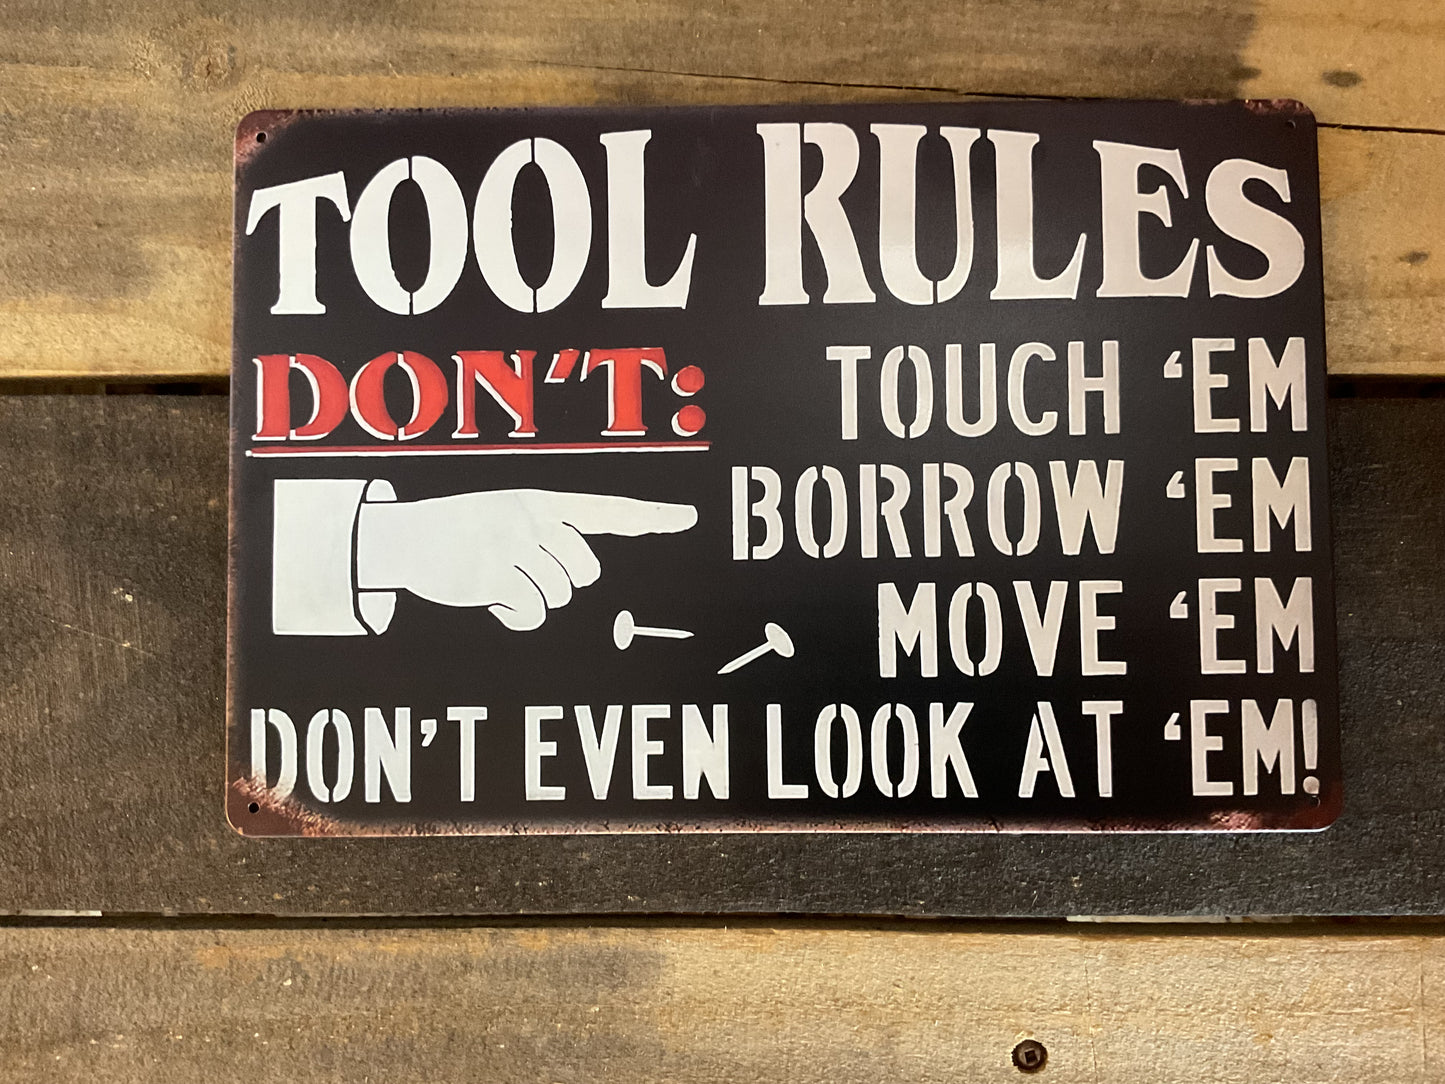 TOOL RULES
DON'T:
TOUCH ‘EM
BORROW ‘EM
MOVE ‘EM
DON’T EVEN LOOK AT ‘EM!